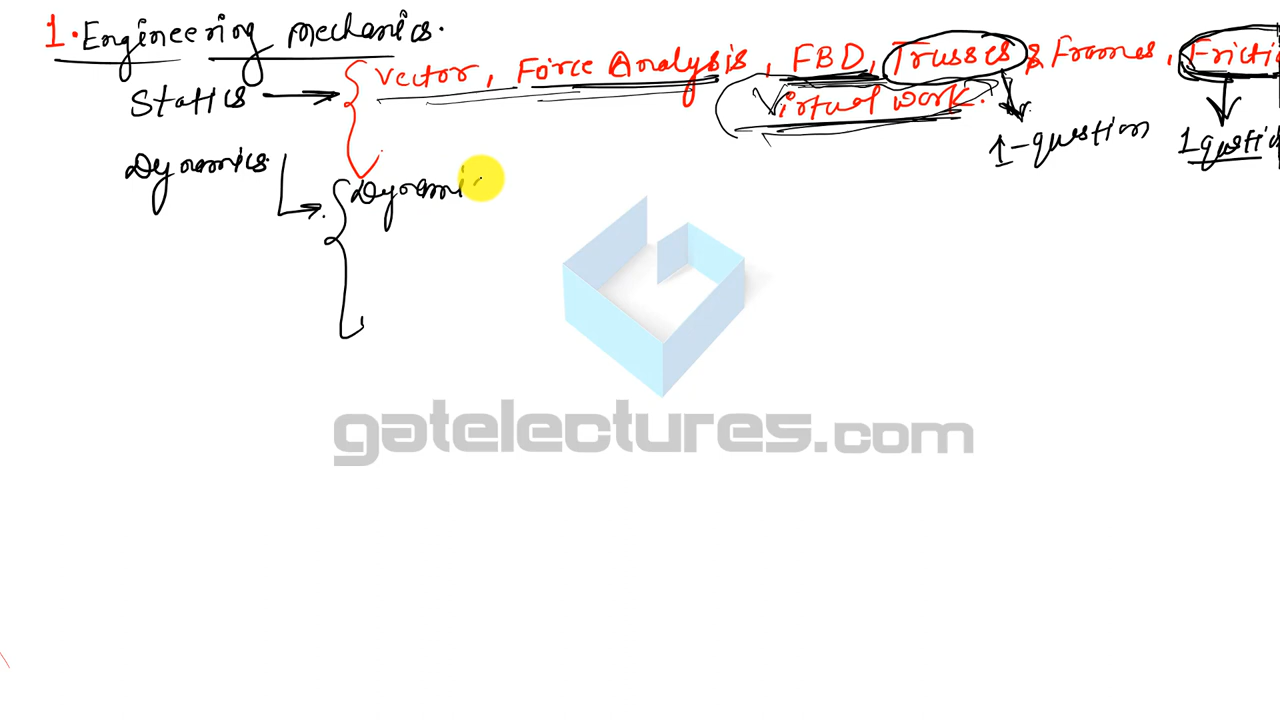 1. Engineering mechanics.
Statics → Vector, Force Analysis, FBD, Trusses & Frames, Fricti
Virtual work.
1-question 1 questio
Dynamics → Dynami
gatelectures.com